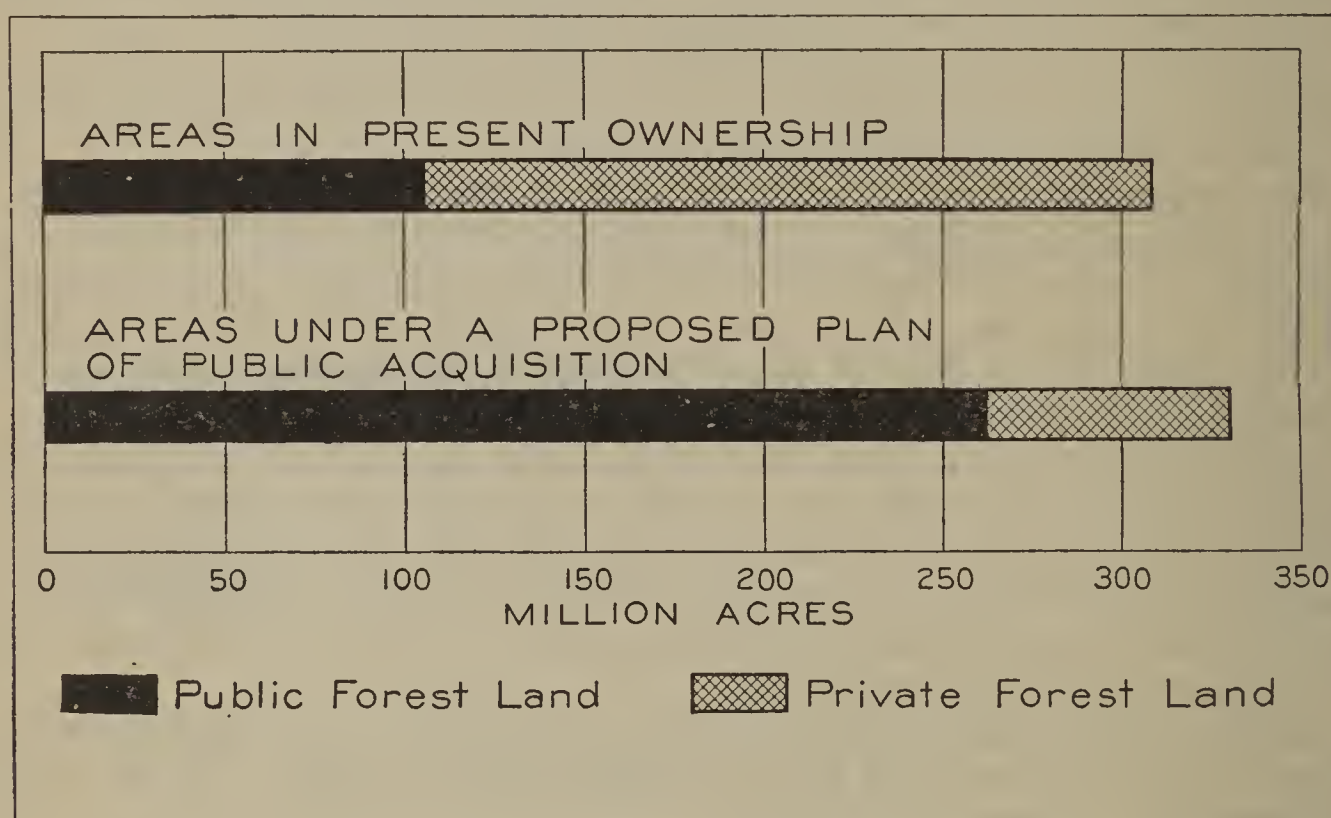 AREAS IN PRESENT OWNERSHIP
AREAS UNDER A PROPOSED PLAN
OF PUBLIC ACQUISITION
0 50 100 150 200 250 300 350
MILLION ACRES
Public Forest Land Private Forest Land